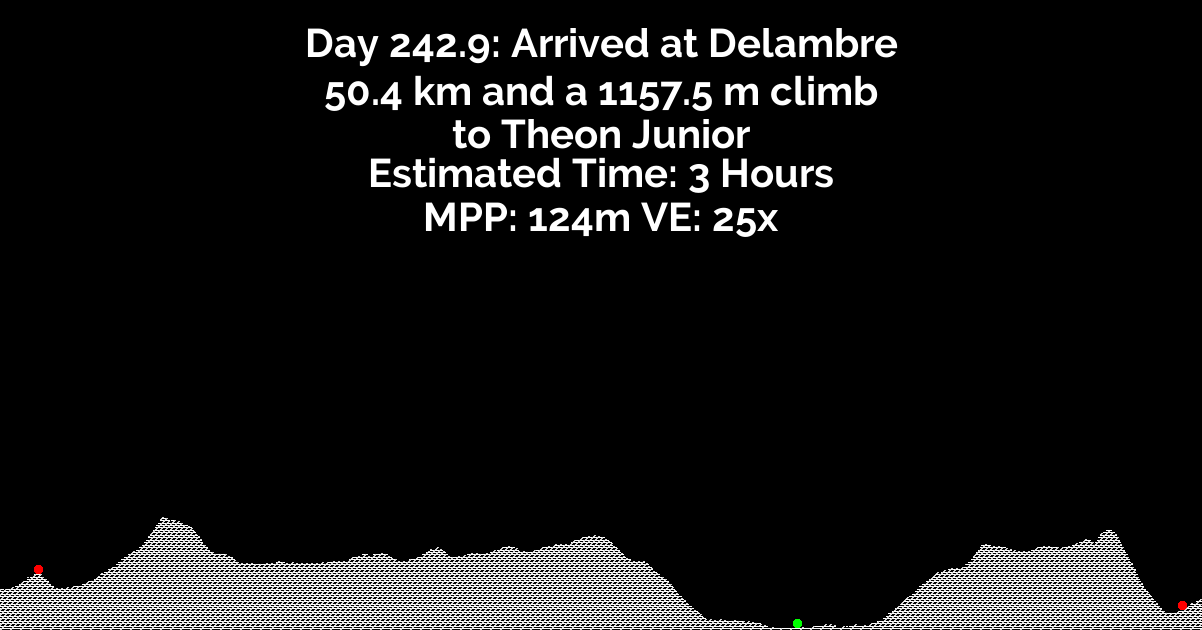 Day 242.9: Arrived at Delambre
50.4 km and a 1157.5 m climb
to Theon Junior
Estimated Time: 3 Hours
MPP: 124m VE: 25x